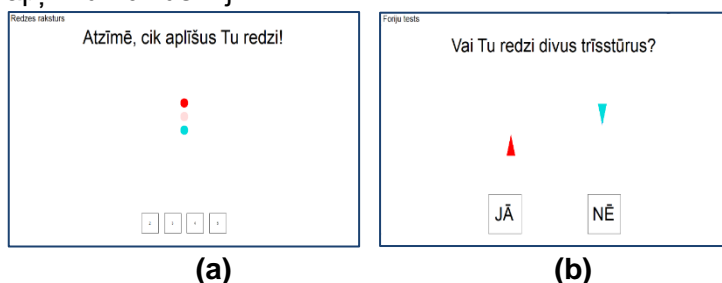 Redzes raksturs
Atzīmē, cik aplīšus Tu redzi!
(a)
Foriju tests
Vai Tu redzi divus trīsstūrus?
JĀ
NĒ
(b)